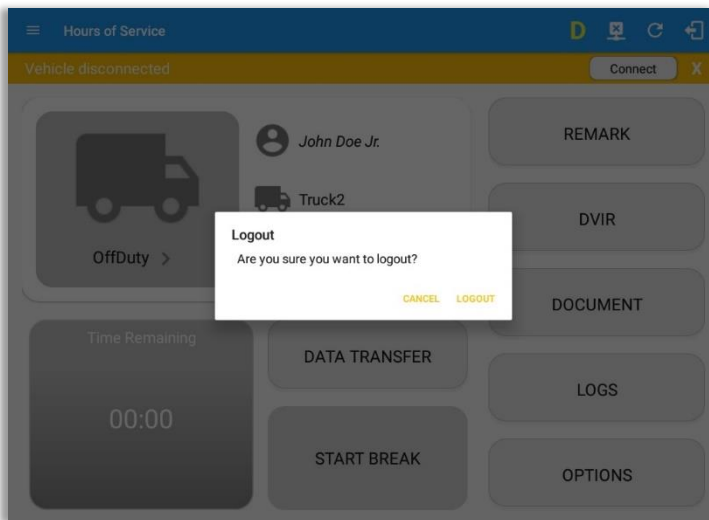 Hours of Service
D
Vehicle disconnected
Connect
X
John Doe Jr.
Truck2
OffDuty >
REMARK
DVIR
Logout
Are you sure you want to logout?
CANCEL LOGOUT
DOCUMENT
Time Remaining
00:00
DATA TRANSFER
START BREAK
LOGS
OPTIONS